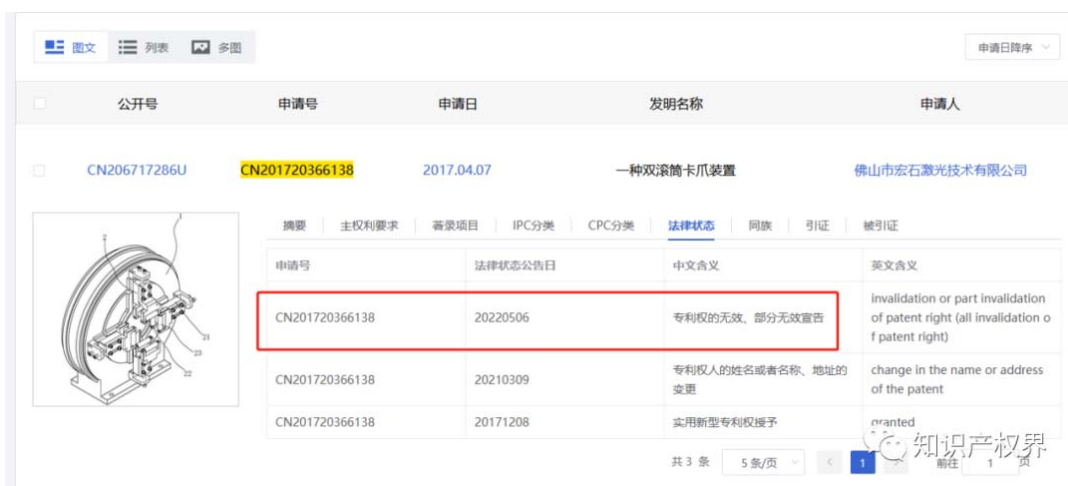 图文 列表 多图 申请日降序
公开号 申请号 申请日 发明名称 申请人
CN206717286U CN201720366138 2017.04.07 一种双滚筒卡爪装置 佛山市宏石激光技术有限公司
摘要 主权利要求 著录项目 IPC分类 CPC分类 法律状态 同族 引证 被引证
申请号 法律状态公告日 中文含义 英文含义
CN201720366138 20220506 专利权的无效、部分无效宣告 invalidation or part invalidation
of patent right (all invalidation o
f patent right)
CN201720366138 20210309 专利权人的姓名或者名称、地址的
变更 change in the name or address
of the patent
CN201720366138 20171208 实用新型专利权授予 granted
共 3 条 5 条/页 1 前往 1 页
知识产权界
1
2
21
23
22